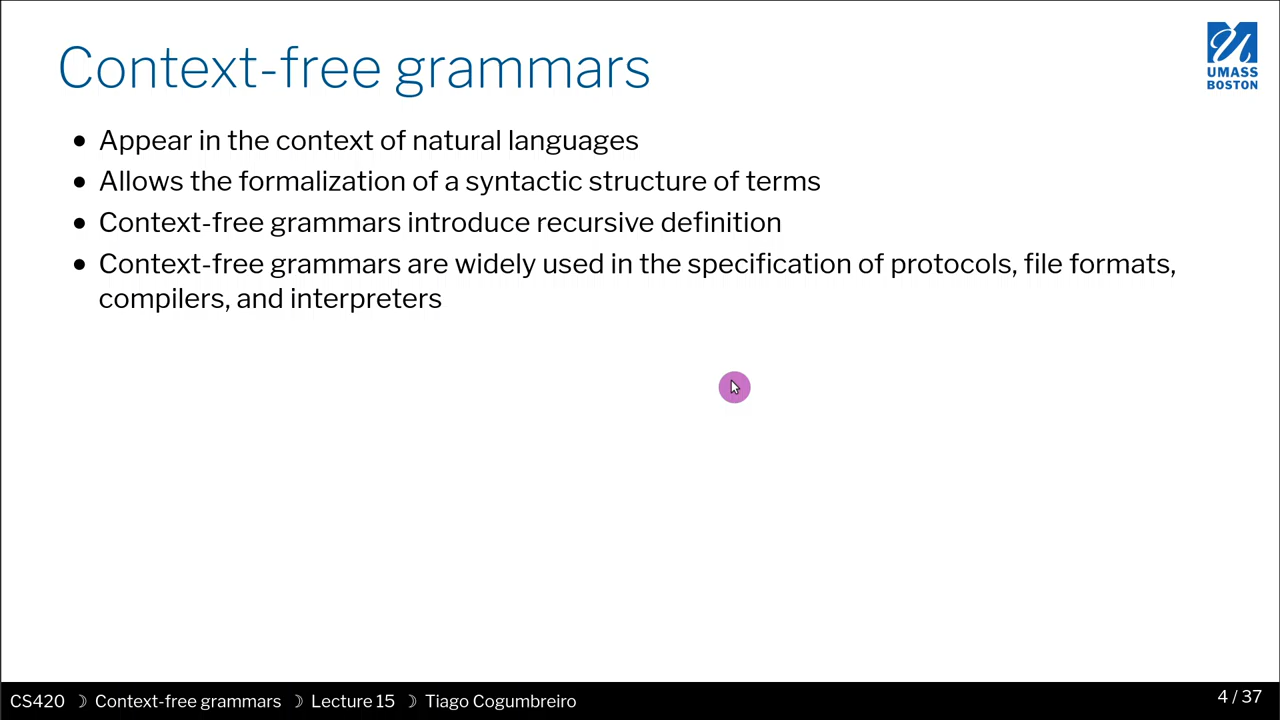 Context-free grammars
UMASS
BOSTON
• Appear in the context of natural languages
• Allows the formalization of a syntactic structure of terms
• Context-free grammars introduce recursive definition
• Context-free grammars are widely used in the specification of protocols, file formats,
compilers, and interpreters
CS420 ☽ Context-free grammars ☽ Lecture 15 ☽ Tiago Cogumbreiro
4 / 37